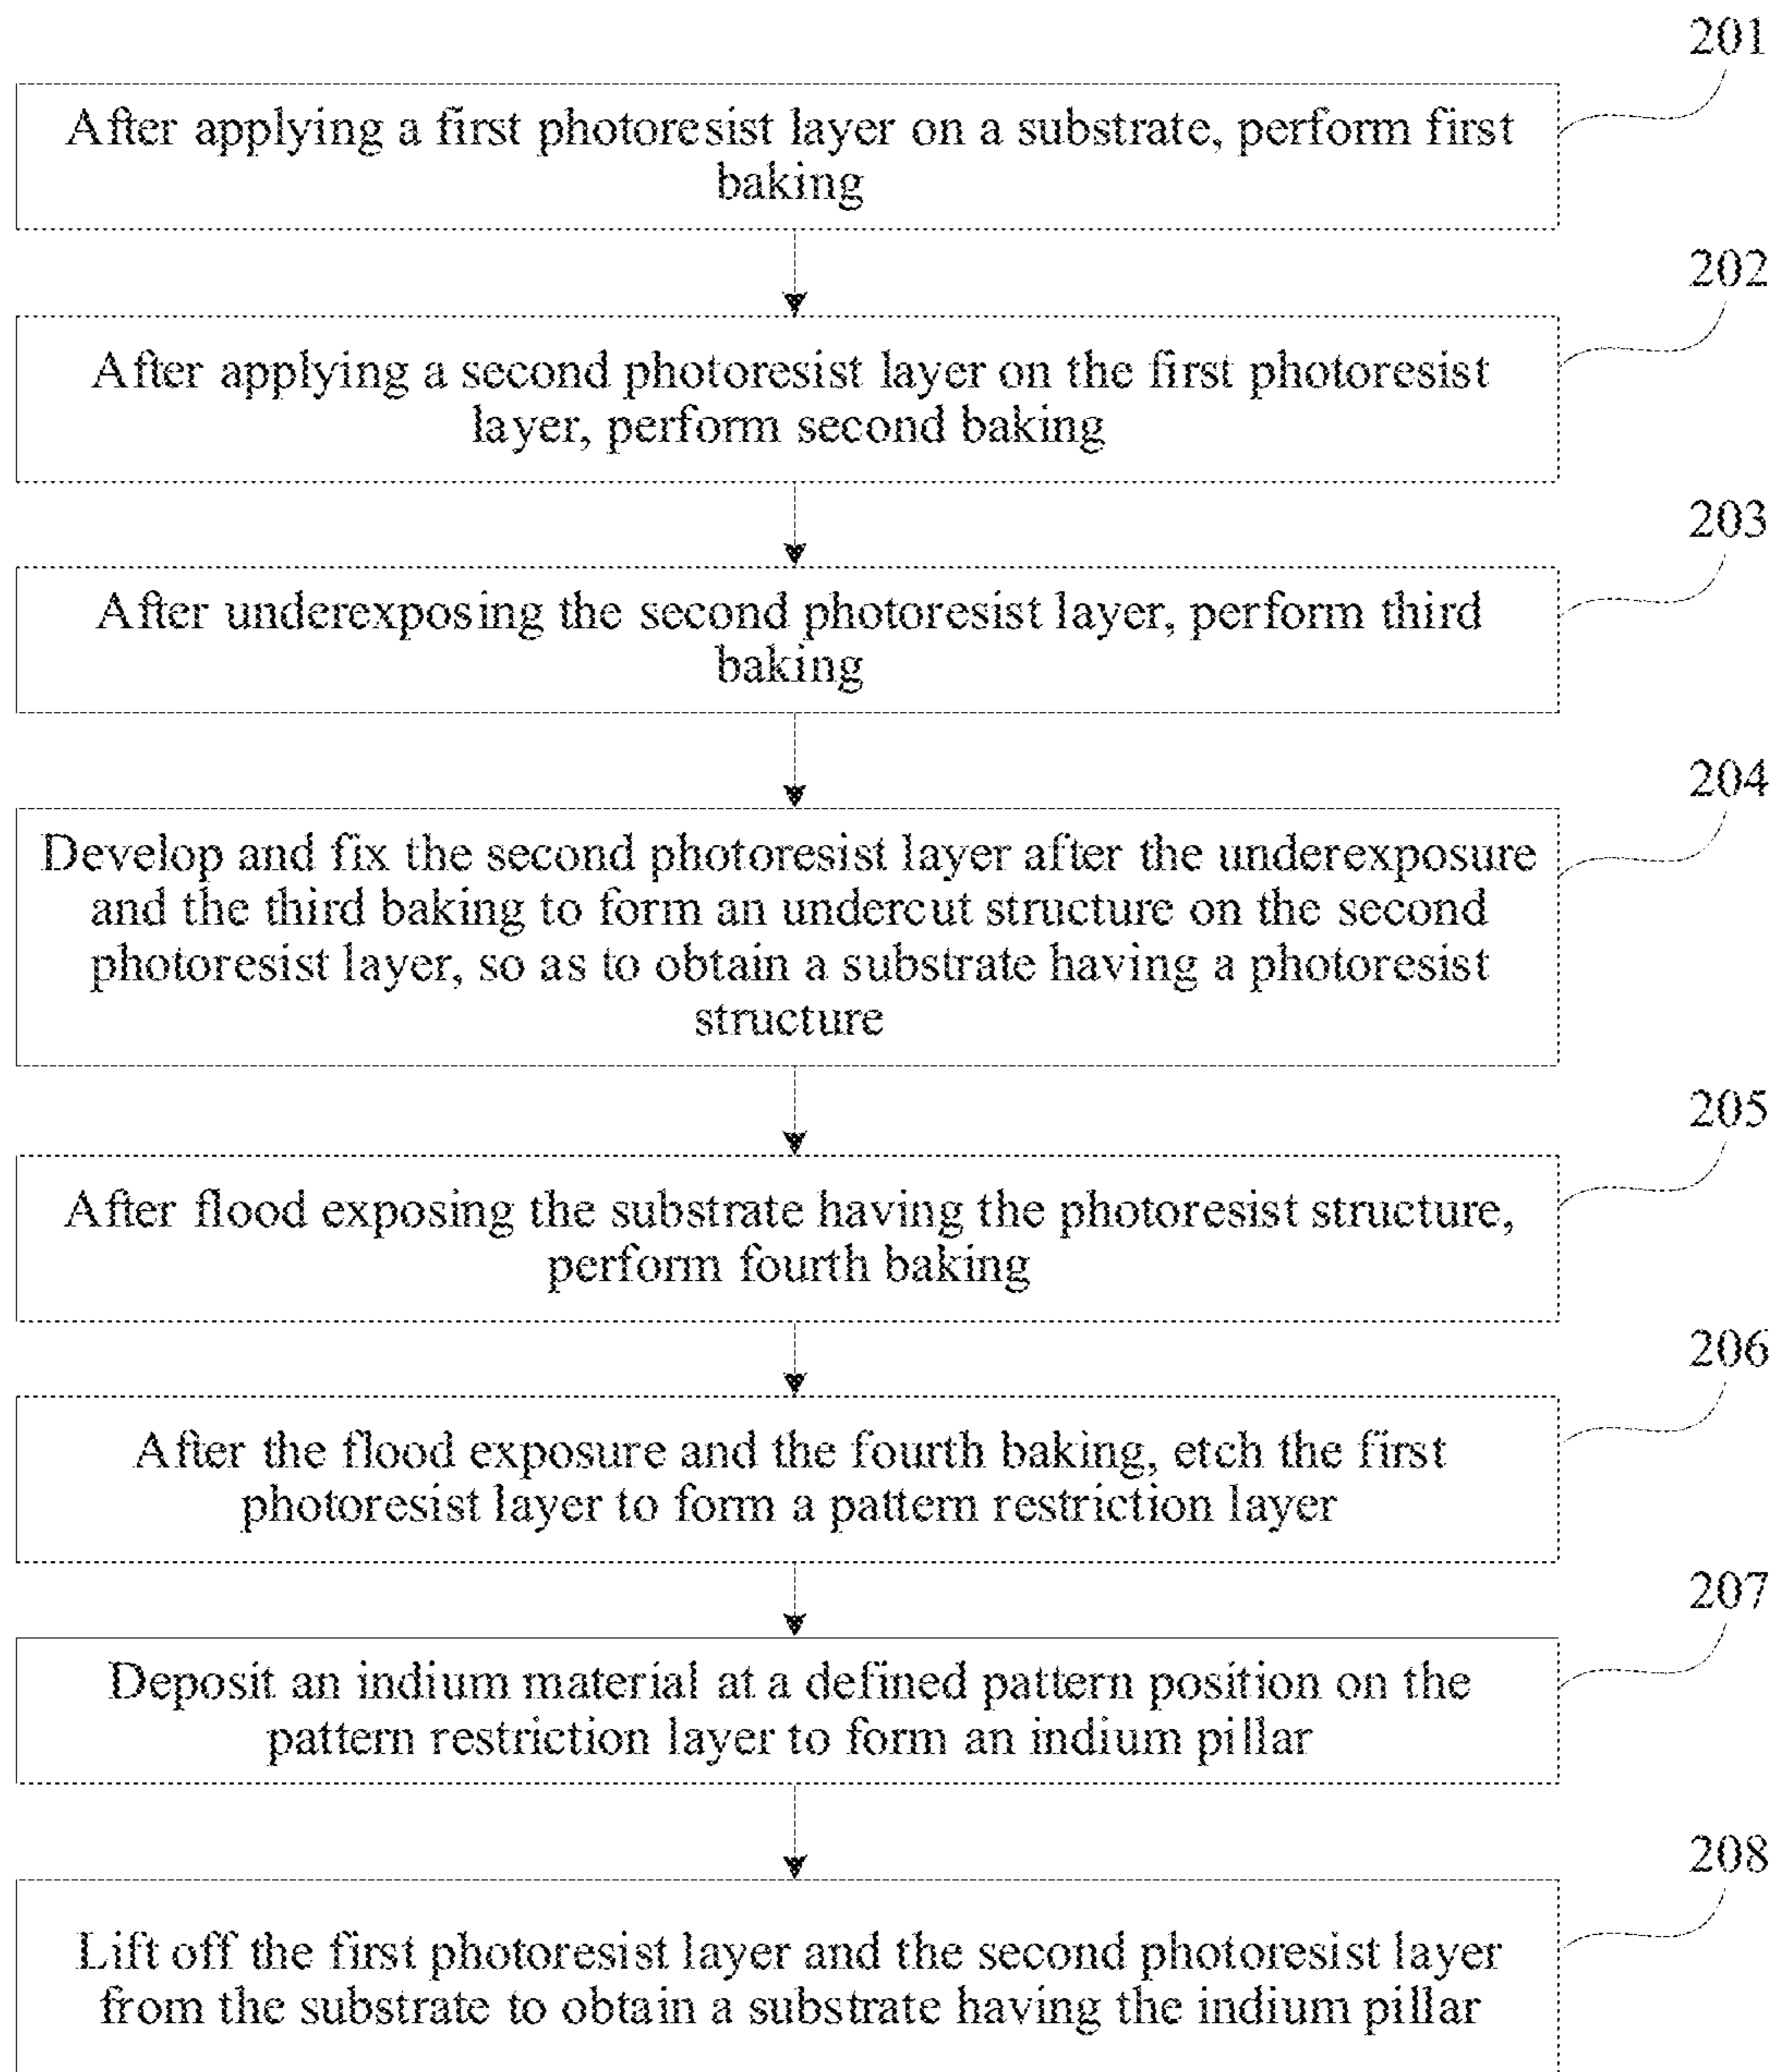 201
After applying a first photoresist layer on a substrate, perform first
baking
202
After applying a second photoresist layer on the first photoresist
layer, perform second baking
203
After underexposing the second photoresist layer, perform third
baking
204
Develop and fix the second photoresist layer after the underexposure
and the third baking to form an undercut structure on the second
photoresist layer, so as to obtain a substrate having a photoresist
structure
205
After flood exposing the substrate having the photoresist structure,
perform fourth baking
206
After the flood exposure and the fourth baking, etch the first
photoresist layer to form a pattern restriction layer
207
Deposit an indium material at a defined pattern position on the
pattern restriction layer to form an indium pillar
208
Lift off the first photoresist layer and the second photoresist layer
from the substrate to obtain a substrate having the indium pillar